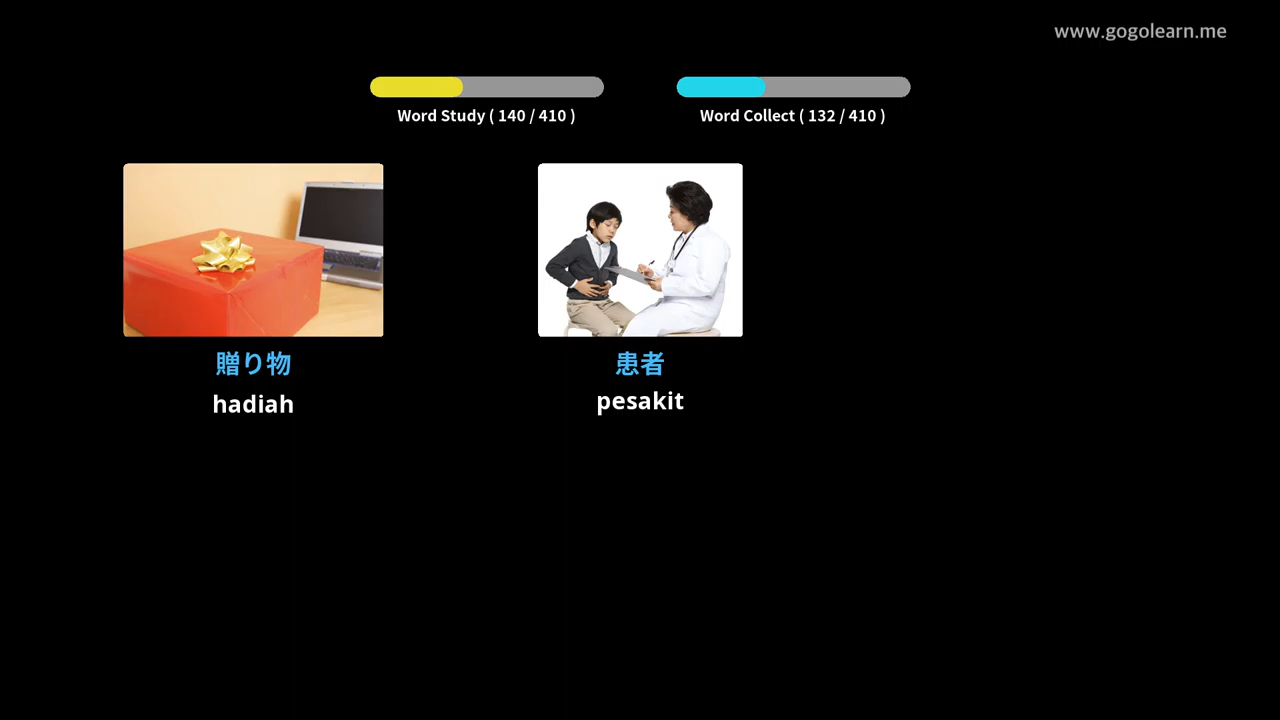 www.gogolearn.me
Word Study ( 140 / 410 )
Word Collect ( 132 / 410 )
贈り物
hadiah
患者
pesakit